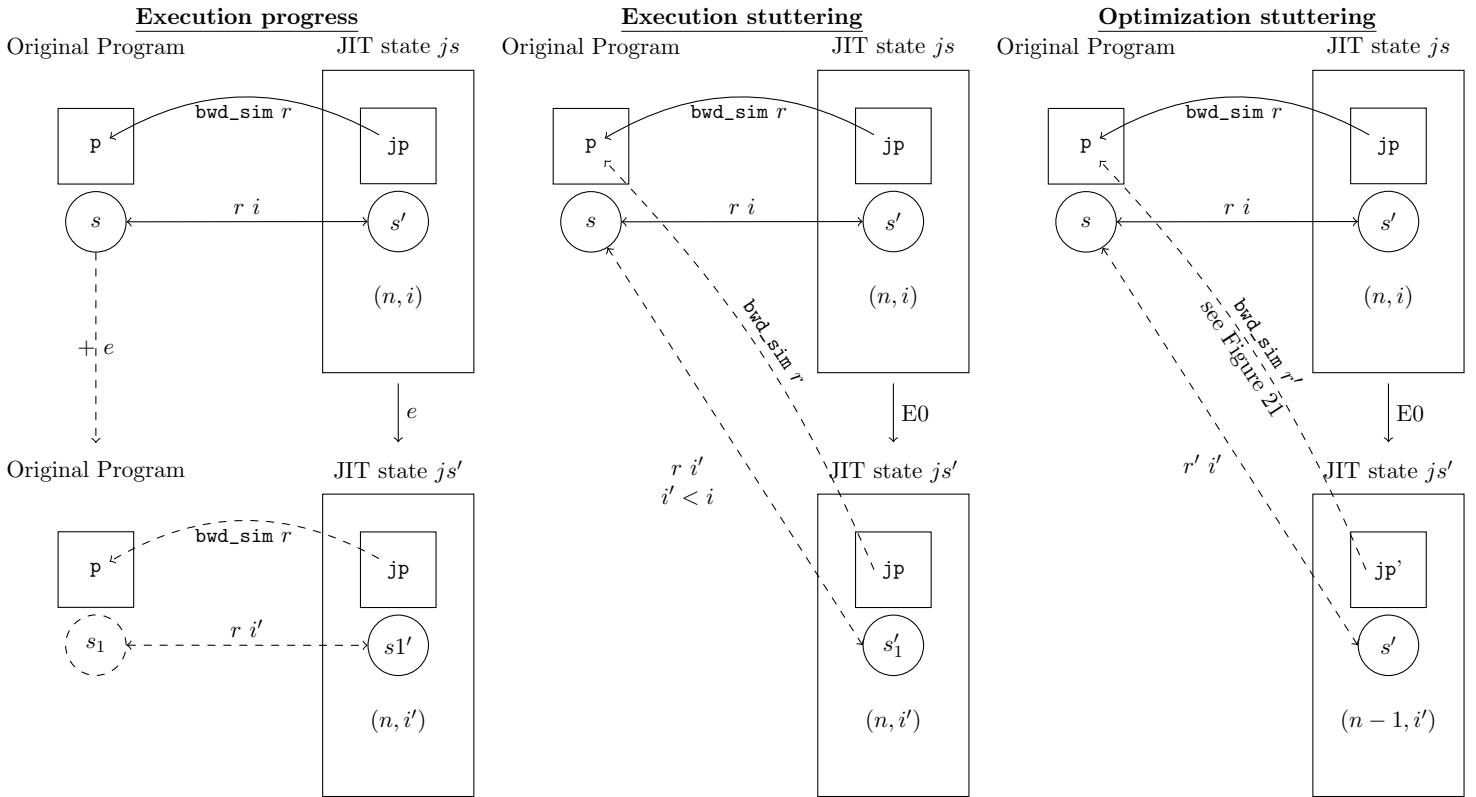 Execution progress
Original Program
JIT state js
bwd_sim r
p
jp
s
r i
s′
(n, i)
+ e
e
Original Program
JIT state js′
bwd_sim r
p
jp
s₁
r i′
s1′
(n, i′)
Execution stuttering
Original Program
JIT state js
bwd_sim r
p
jp
s
r i
s′
(n, i)
bwd_sim r
E0
r i′
i′ < i
JIT state js′
jp
s′₁
(n, i′)
Optimization stuttering
Original Program
JIT state js
bwd_sim r
p
jp
s
r i
s′
(n, i)
bwd_sim r′
see Figure 21
E0
r′ i′
JIT state js′
jp'
s′
(n − 1, i′)